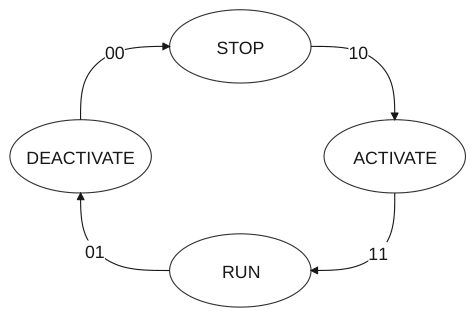 STOP
00
10
DEACTIVATE
ACTIVATE
01
11
RUN